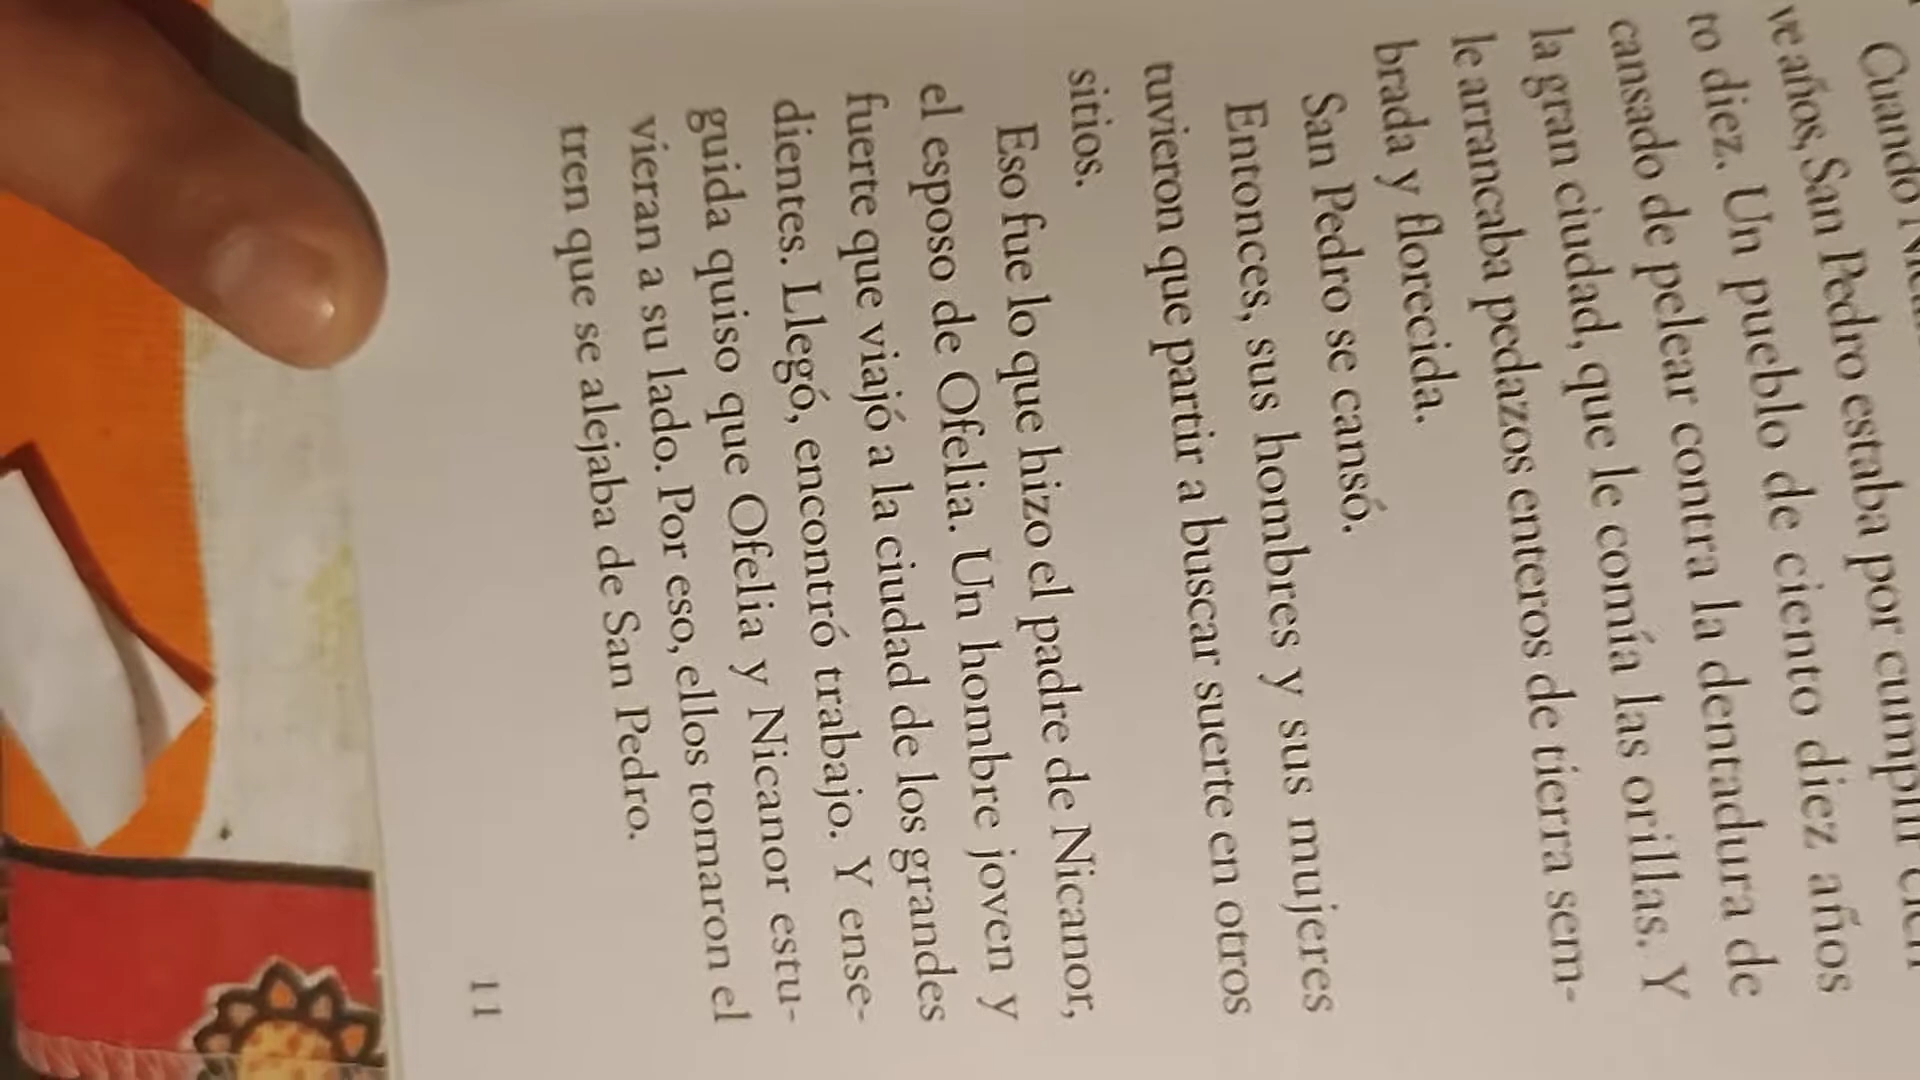 Cuando
ve años, San Pedro estaba por cumplir
to diez. Un pueblo de ciento diez años
cansado de pelear contra la dentadura de
la gran ciudad, que le comía las orillas. Y
le arrancaba pedazos enteros de tierra sem-
brada y florecida.
San Pedro se cansó.
Entonces, sus hombres y sus mujeres
tuvieron que partir a buscar suerte en otros
sitios.
Eso fue lo que hizo el padre de Nicanor,
el esposo de Ofelia. Un hombre joven y
fuerte que viajó a la ciudad de los grandes
dientes. Llegó, encontró trabajo. Y ense-
guida quiso que Ofelia y Nicanor estu-
vieran a su lado. Por eso, ellos tomaron el
tren que se alejaba de San Pedro.
11